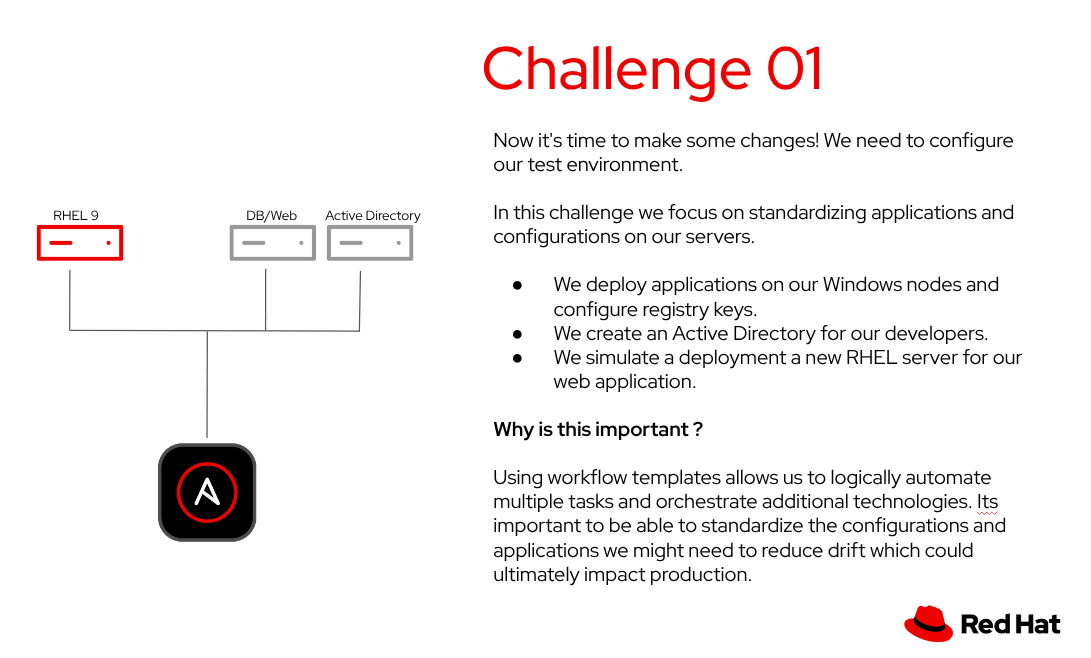 Challenge 01
Now it's time to make some changes! We need to configure
our test environment.
In this challenge we focus on standardizing applications and
configurations on our servers.
● We deploy applications on our Windows nodes and
configure registry keys.
● We create an Active Directory for our developers.
● We simulate a deployment a new RHEL server for our
web application.
Why is this important ?
Using workflow templates allows us to logically automate
multiple tasks and orchestrate additional technologies. Its
important to be able to standardize the configurations and
applications we might need to reduce drift which could
ultimately impact production.
RHEL 9
DB/Web
Active Directory
Red Hat